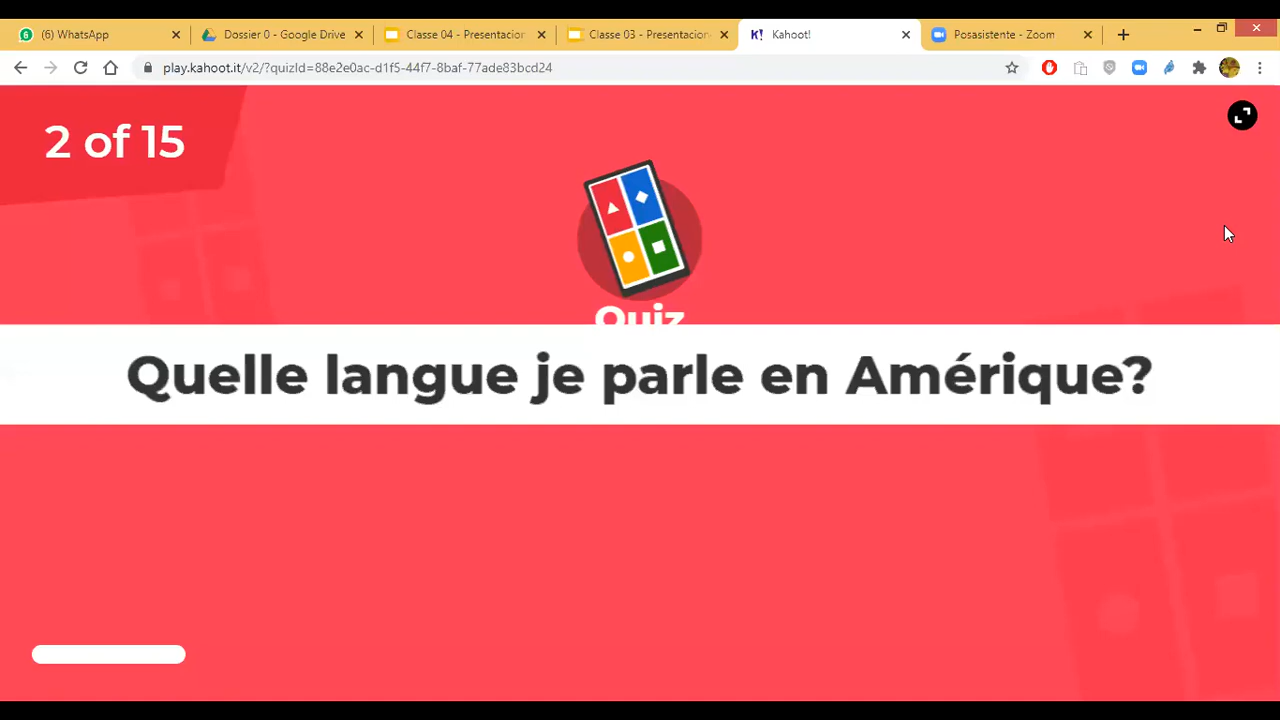 (6) WhatsApp
Dossier 0 - Google Drive
Classe 04 - Presentacion
Classe 03 - Presentacion
K! Kahoot!
Posasistente - Zoom
play.kahoot.it/v2/?quizId=88e2e0ac-d1f5-44f7-8baf-77ade83bcd24
2 of 15
Quiz
Quelle langue je parle en Amérique?